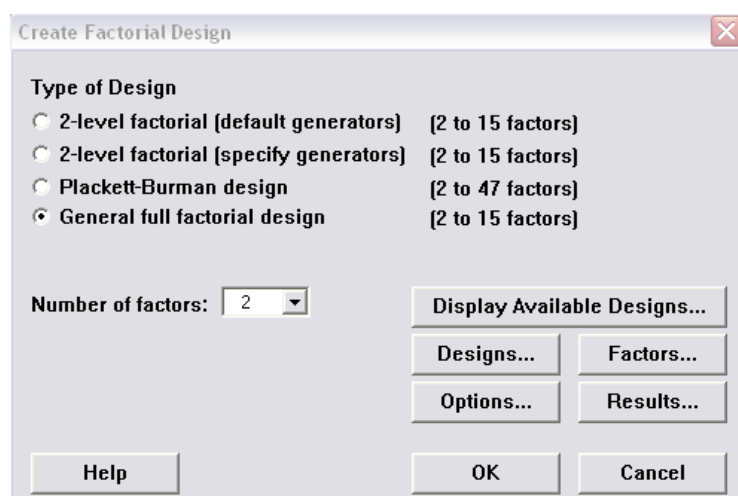 Create Factorial Design
Type of Design
2-level factorial (default generators) (2 to 15 factors)
2-level factorial (specify generators) (2 to 15 factors)
Plackett-Burman design (2 to 47 factors)
General full factorial design (2 to 15 factors)
Number of factors: 2
Display Available Designs...
Designs... Factors...
Options... Results...
Help OK Cancel